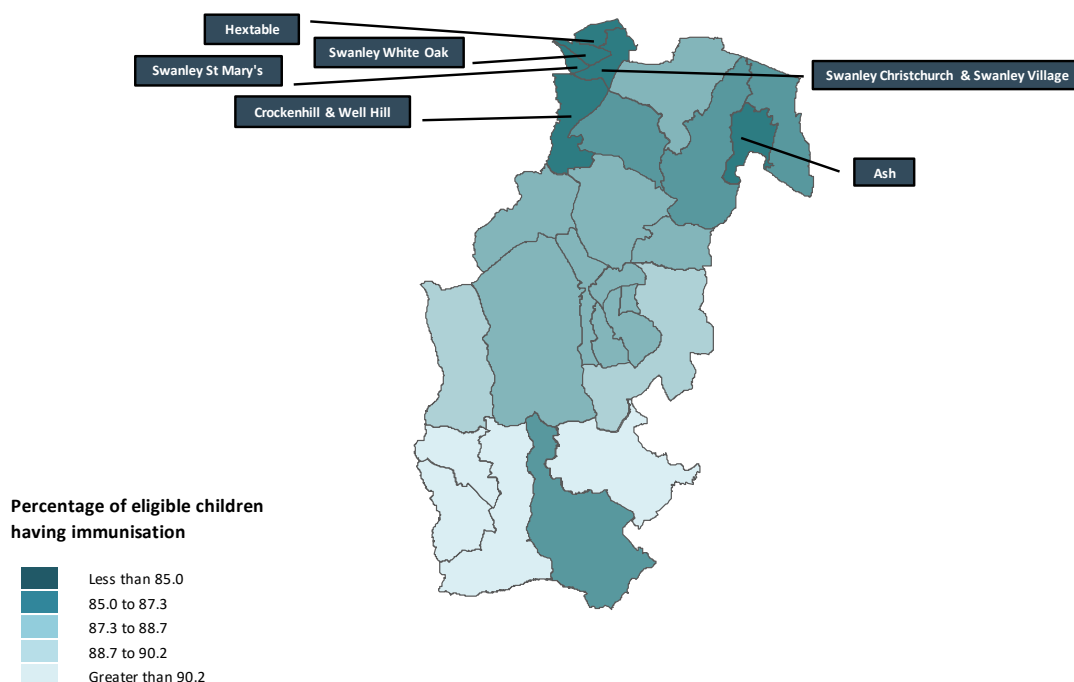 Hextable
Swanley White Oak
Swanley St Mary's
Swanley Christchurch & Swanley Village
Crockenhill & Well Hill
Ash
Percentage of eligible children
having immunisation
Less than 85.0
85.0 to 87.3
87.3 to 88.7
88.7 to 90.2
Greater than 90.2